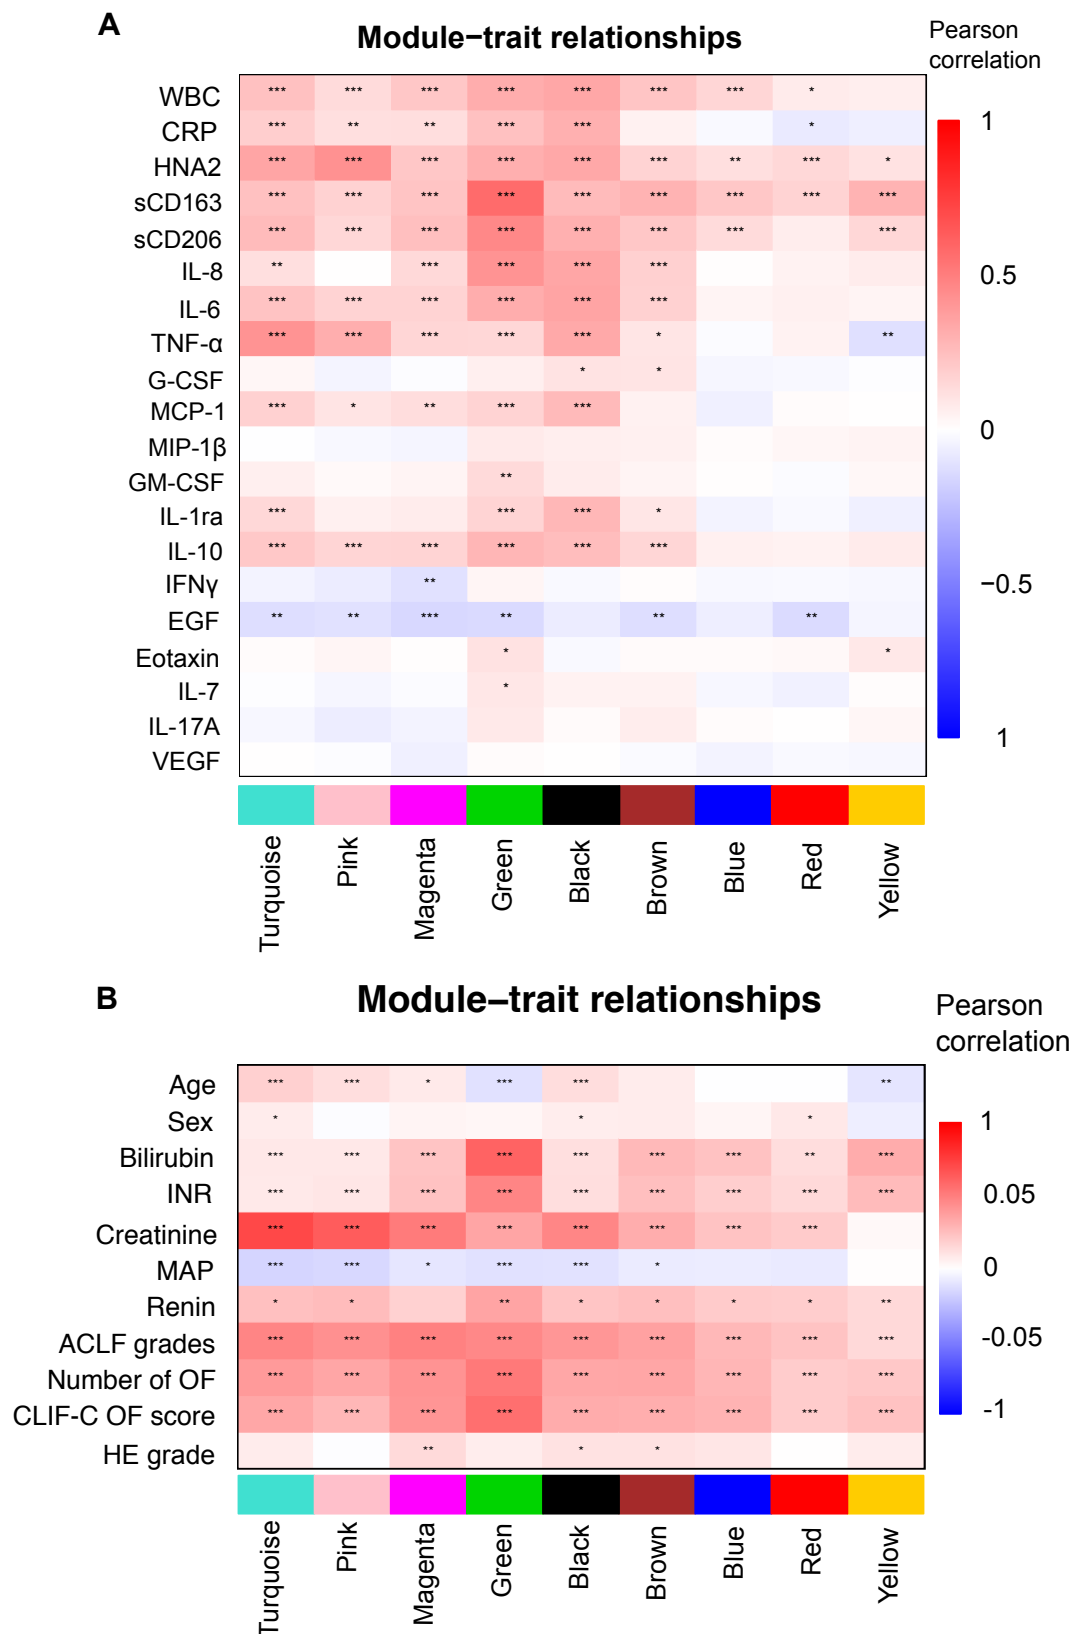 A
Module−trait relationships
Pearson
correlation
WBC *** *** *** *** *** *** *** *
CRP *** ** ** *** *** *
HNA2 *** *** *** *** *** *** ** *** *
sCD163 *** *** *** *** *** *** *** *** ***
sCD206 *** *** *** *** *** *** *** ***
IL-8 ** *** *** *** ***
IL-6 *** *** *** *** *** ***
TNF-α *** *** *** *** *** * **
G-CSF * *
MCP-1 *** * ** *** ***
MIP-1β
GM-CSF **
IL-1ra *** *** *** *
IL-10 *** *** *** *** *** ***
IFNγ **
EGF ** ** *** ** ** **
Eotaxin * *
IL-7 *
IL-17A
VEGF
1
0.5
0
−0.5
1
Turquoise
Pink
Magenta
Green
Black
Brown
Blue
Red
Yellow
B
Module–trait relationships
Pearson
correlation
Age *** *** * *** *** **
Sex * * *
Bilirubin *** *** *** *** *** *** *** ** ***
INR *** *** *** *** *** *** *** *** ***
Creatinine *** *** *** *** *** *** *** ***
MAP *** *** * *** *** *
Renin * * ** * * * * **
ACLF grades *** *** *** *** *** *** *** *** ***
Number of OF *** *** *** *** *** *** *** *** ***
CLIF-C OF score *** *** *** *** *** *** *** *** ***
HE grade ** * *
1
0.05
0
-0.05
-1
Turquoise
Pink
Magenta
Green
Black
Brown
Blue
Red
Yellow